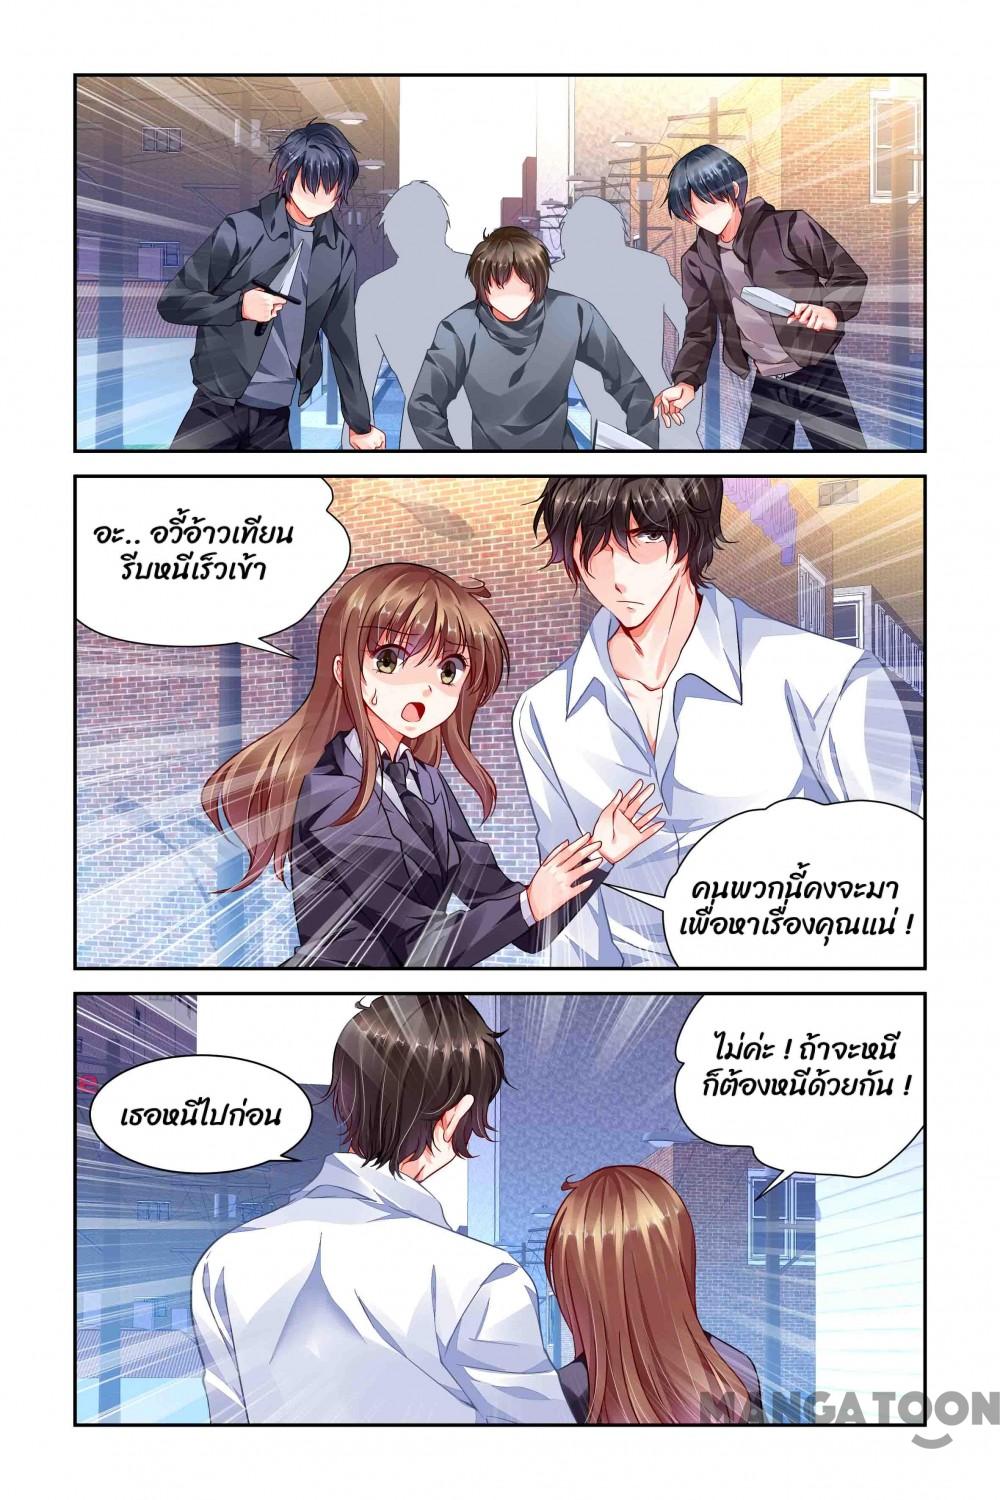 อะ.. อวี้อ้าวเทียน
รีบหนีเร็วเข้า
คนพวกนี้คงจะมา
เพื่อหาเรื่องคุณแน่ !
ไม่ค่ะ ! ถ้าจะหนี
ก็ต้องหนีด้วยกัน !
เธอหนีไปก่อน
MANGATOON